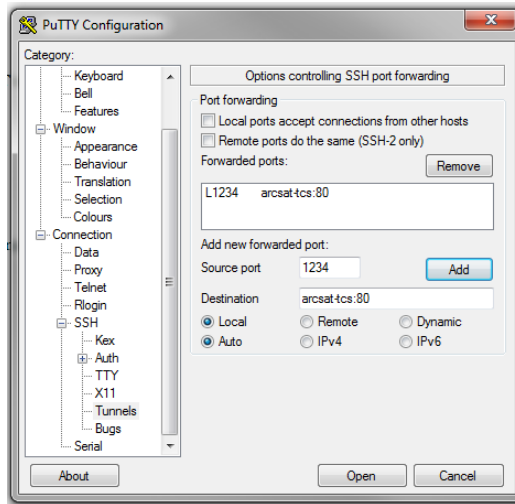 PuTTY Configuration
Category:
Keyboard
Bell
Features
Window
Appearance
Behaviour
Translation
Selection
Colours
Connection
Data
Proxy
Telnet
Rlogin
SSH
Kex
Auth
TTY
X11
Tunnels
Bugs
Serial
Options controlling SSH port forwarding
Port forwarding
Local ports accept connections from other hosts
Remote ports do the same (SSH-2 only)
Forwarded ports:
Remove
L1234 arcsat-tcs:80
Add new forwarded port:
Source port 1234 Add
Destination arcsat-tcs:80
Local Remote Dynamic
Auto IPv4 IPv6
About Open Cancel